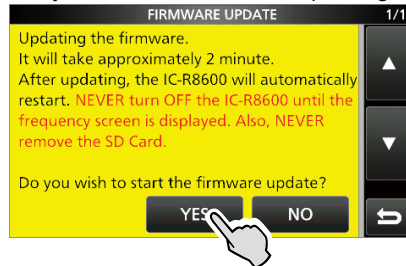 FIRMWARE UPDATE 1/1
Updating the firmware.
It will take approximately 2 minute.
After updating, the IC-R8600 will automatically
restart. NEVER turn OFF the IC-R8600 until the
frequency screen is displayed. Also, NEVER
remove the SD Card.
Do you wish to start the firmware update?
YES NO